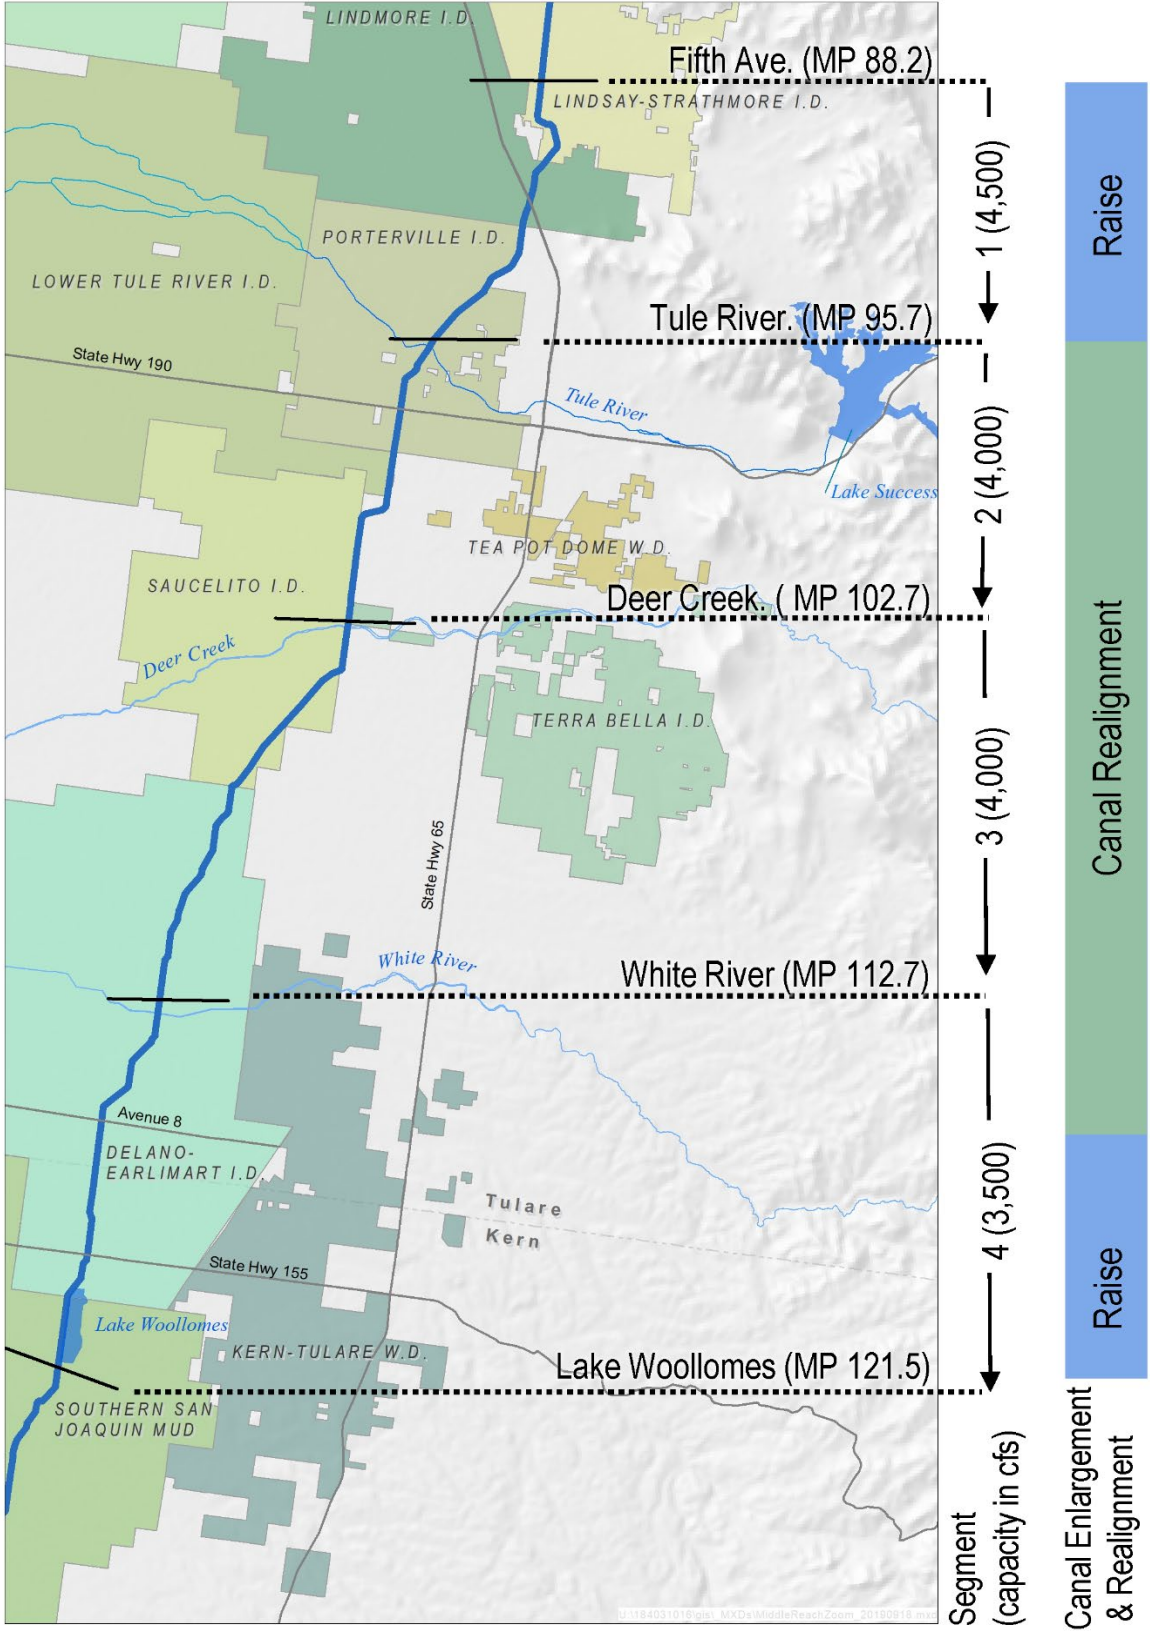 LINDMORE I.D.
Fifth Ave. (MP 88.2)
LINDSAY-STRATHMORE I.D.
1 (4,500)
Raise
PORTERVILLE I.D.
LOWER TULE RIVER I.D.
Tule River. (MP 95.7)
State Hwy 190
Tule River
2 (4,000)
Lake Success
TEA POT DOME W.D.
SAUCELITO I.D.
Deer Creek. ( MP 102.7)
Deer Creek
TERRA BELLA I.D.
3 (4,000)
Canal Realignment
State Hwy 65
White River
White River (MP 112.7)
Avenue 8
DELANO-
EARLIMART I.D.
Tulare
Kern
4 (3,500)
State Hwy 155
Raise
Lake Woollomes
KERN-TULARE W.D.
Lake Woollomes (MP 121.5)
SOUTHERN SAN
JOAQUIN MUD
Segment
(capacity in cfs)
Canal Enlargement
& Realignment